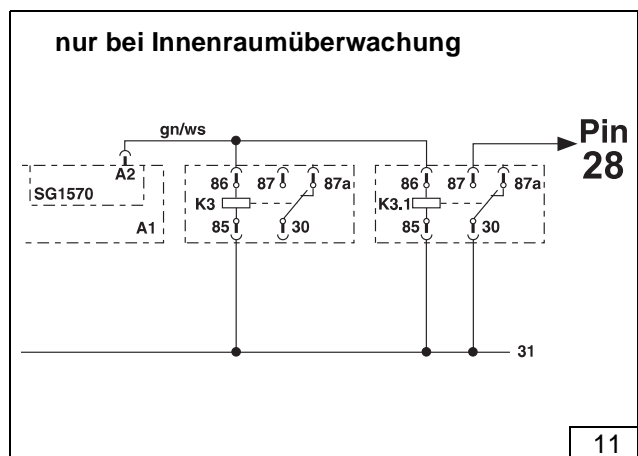 nur bei Innenraumüberwachung
gn/ws
Pin
28
A2
SG1570
A1
86 87 87a
K3
85 30
86 87 87a
K3.1
85 30
31
11